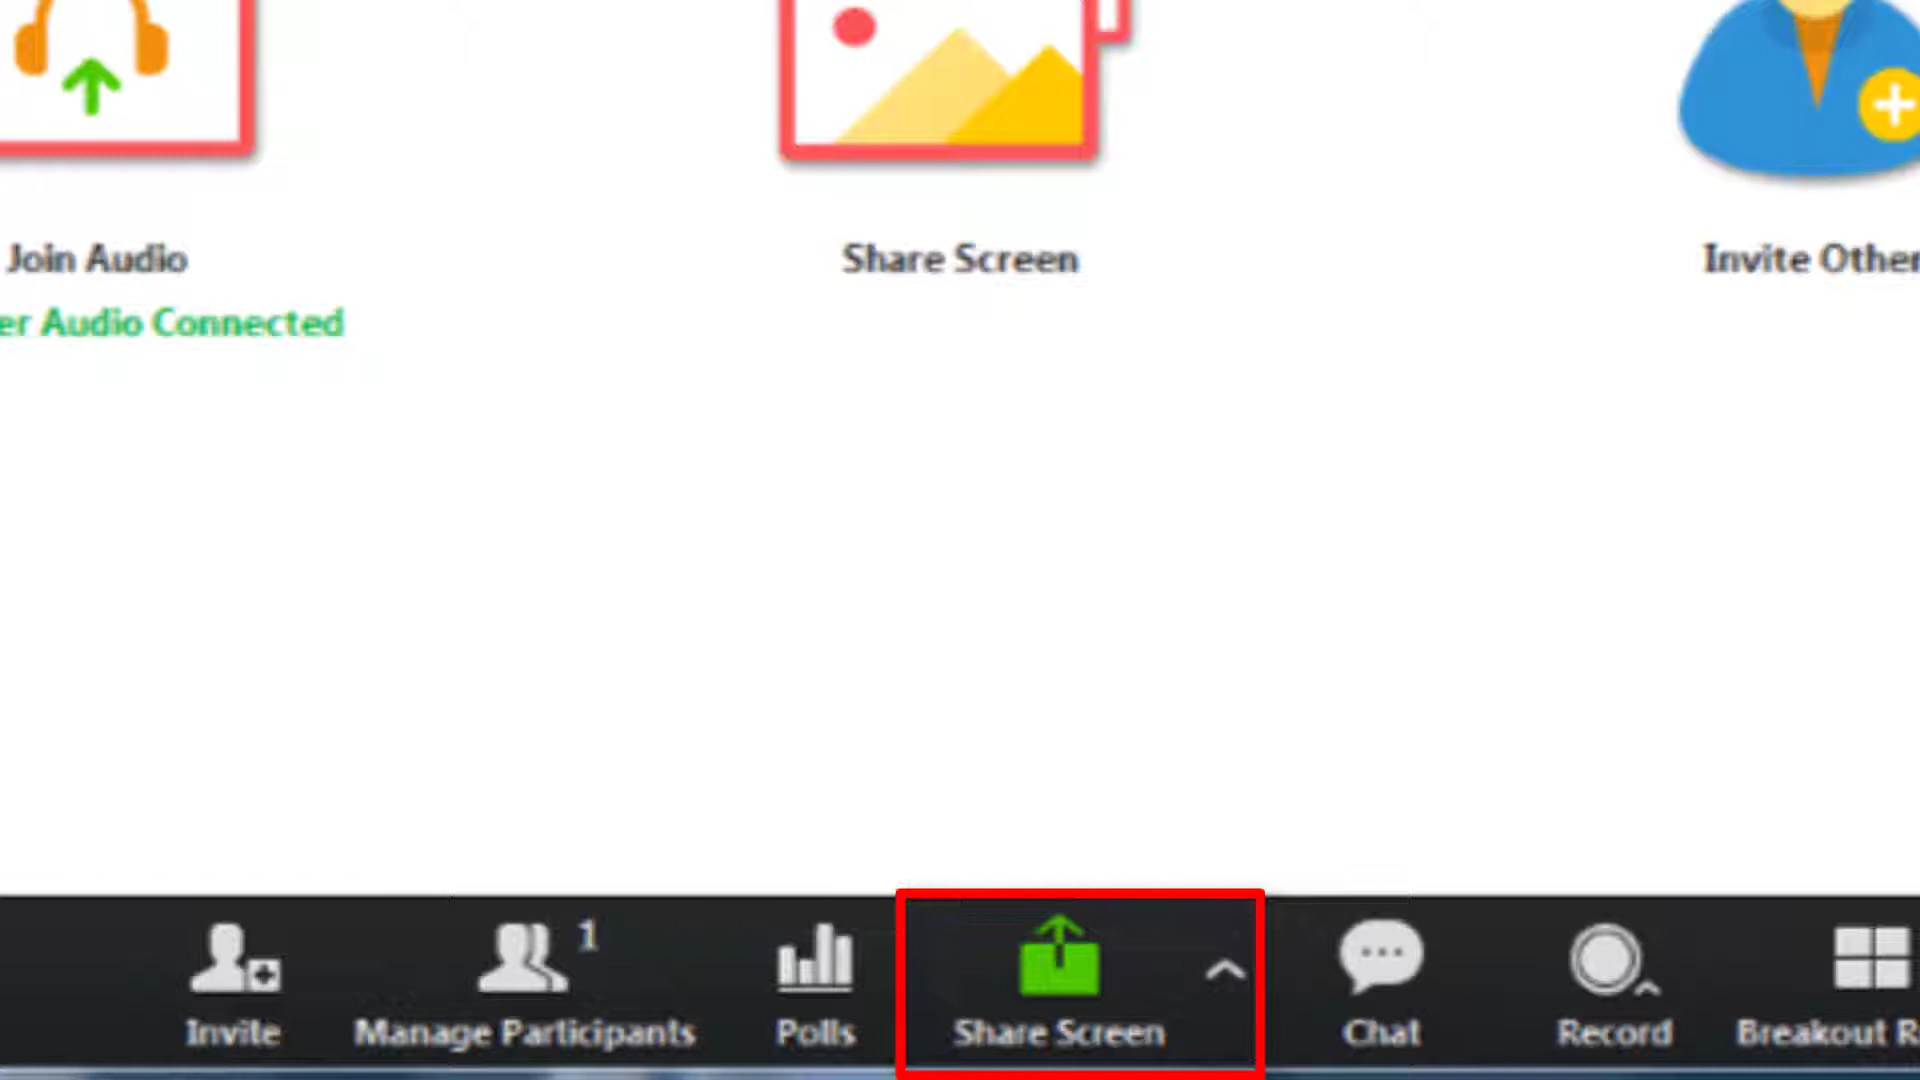 Join Audio
Share Screen
Invite Other
er Audio Connected
1
Invite
Manage Participants
Polls
Share Screen
Chat
Record
Breakout R